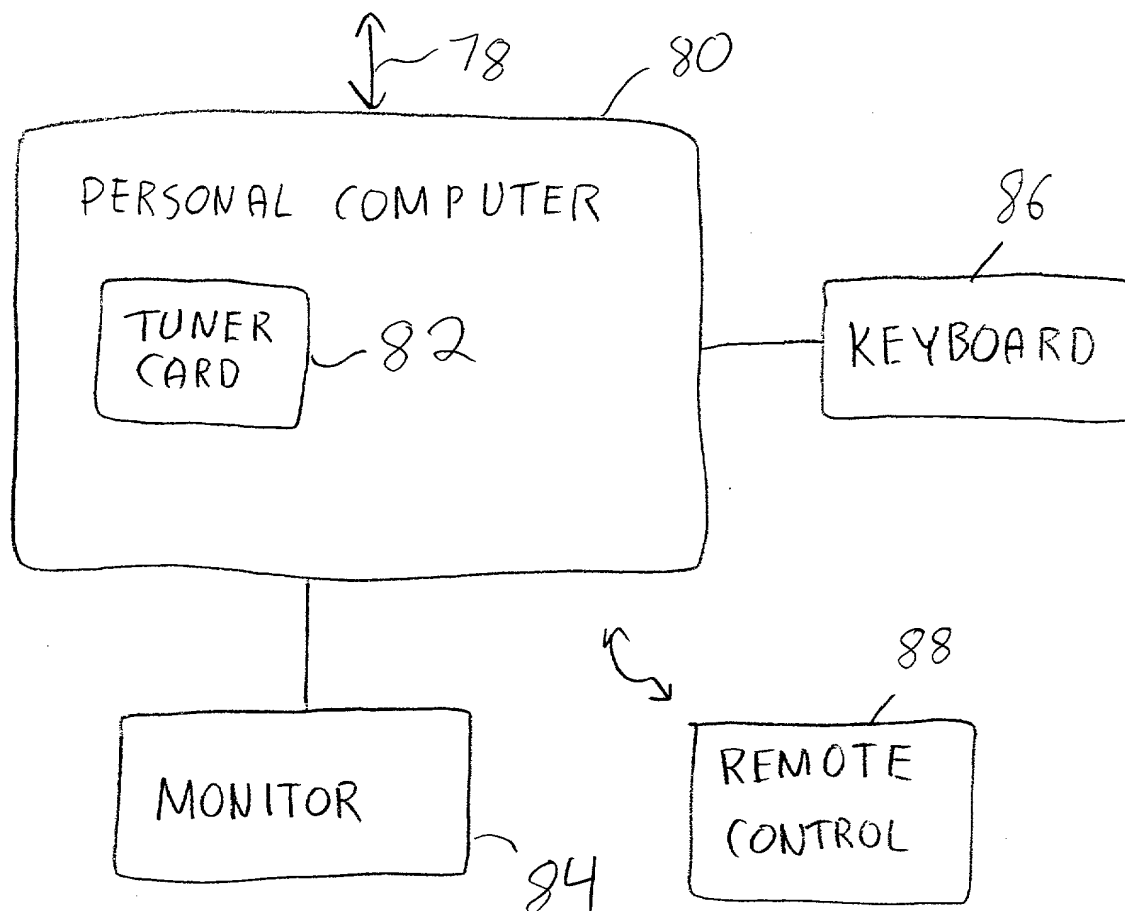 78
80
PERSONAL COMPUTER
86
TUNER
CARD
82
KEYBOARD
88
MONITOR
84
REMOTE
CONTROL